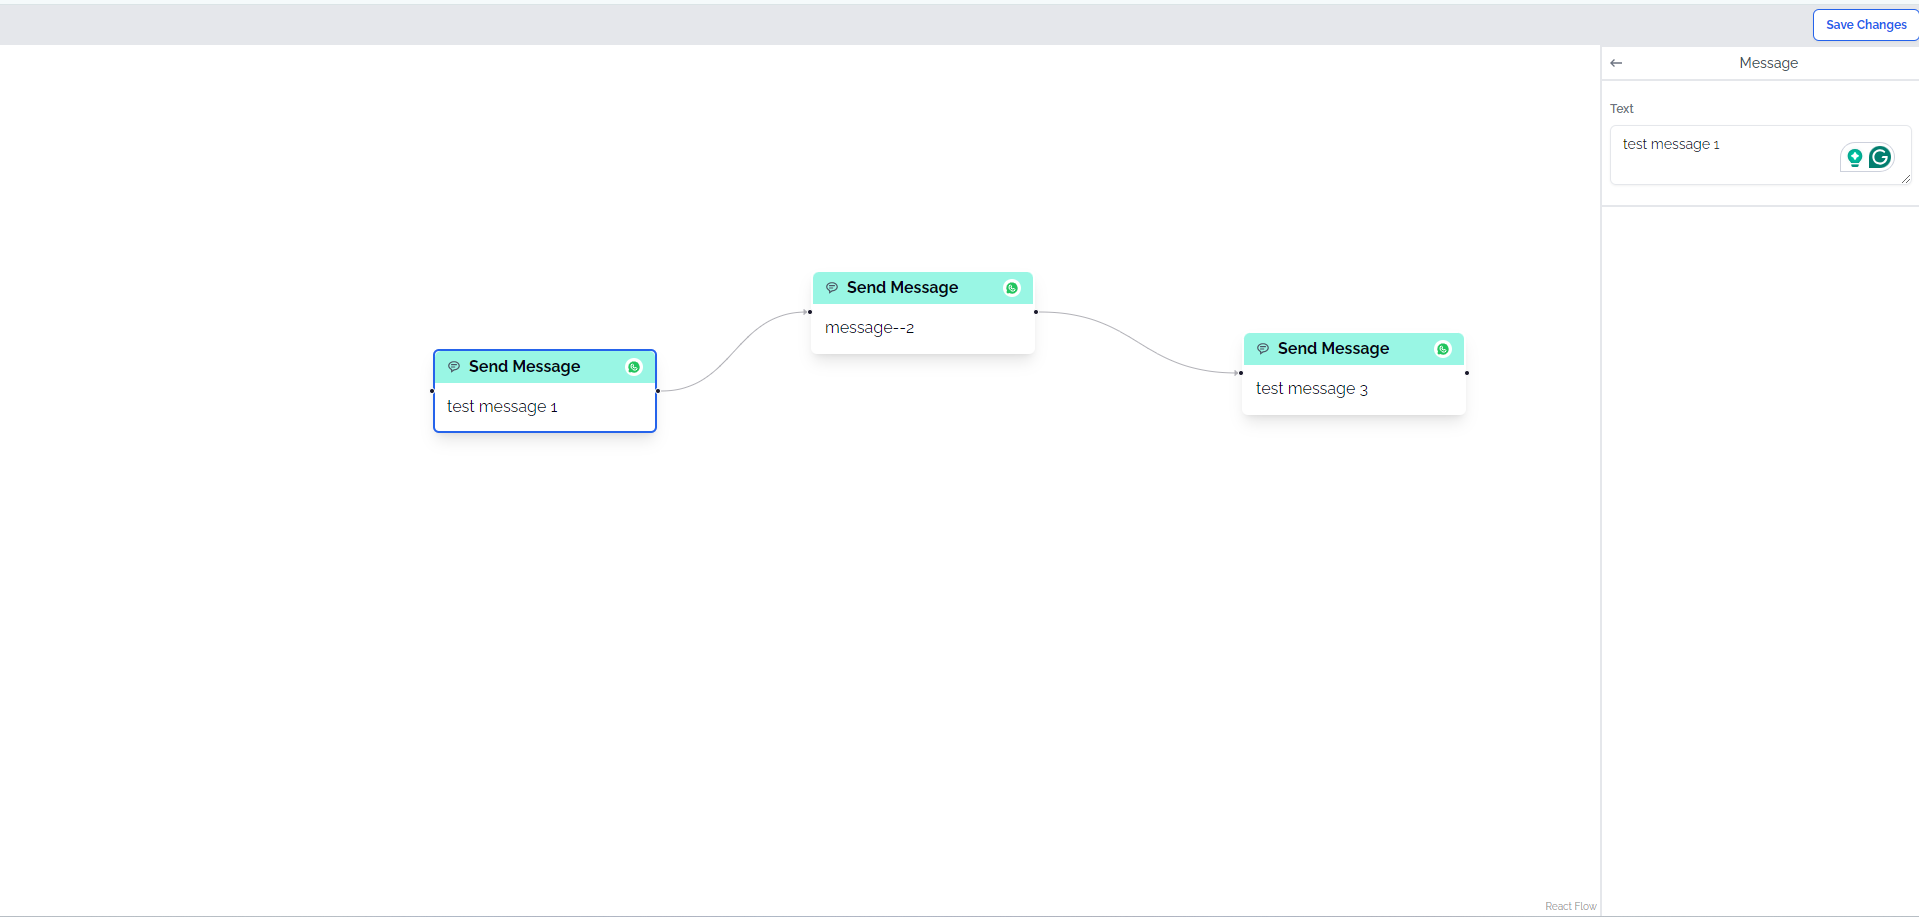 Save Changes
Message
Text
test message 1
Send Message
message--2
Send Message
test message 3
Send Message
test message 1
React Flow